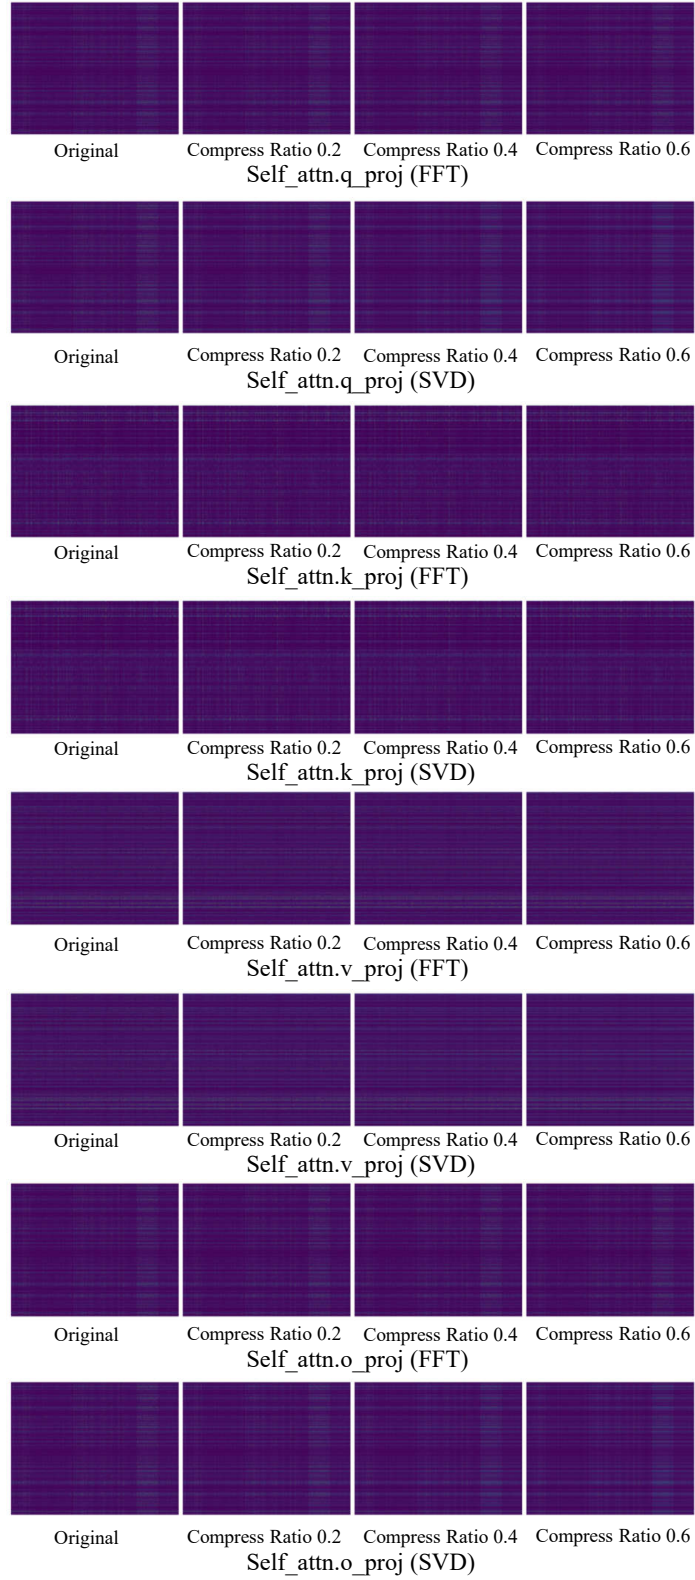 Original Compress Ratio 0.2 Compress Ratio 0.4 Compress Ratio 0.6
Self_attn.q_proj (FFT)
Original Compress Ratio 0.2 Compress Ratio 0.4 Compress Ratio 0.6
Self_attn.q_proj (SVD)
Original Compress Ratio 0.2 Compress Ratio 0.4 Compress Ratio 0.6
Self_attn.k_proj (FFT)
Original Compress Ratio 0.2 Compress Ratio 0.4 Compress Ratio 0.6
Self_attn.k_proj (SVD)
Original Compress Ratio 0.2 Compress Ratio 0.4 Compress Ratio 0.6
Self_attn.v_proj (FFT)
Original Compress Ratio 0.2 Compress Ratio 0.4 Compress Ratio 0.6
Self_attn.v_proj (SVD)
Original Compress Ratio 0.2 Compress Ratio 0.4 Compress Ratio 0.6
Self_attn.o_proj (FFT)
Original Compress Ratio 0.2 Compress Ratio 0.4 Compress Ratio 0.6
Self_attn.o_proj (SVD)